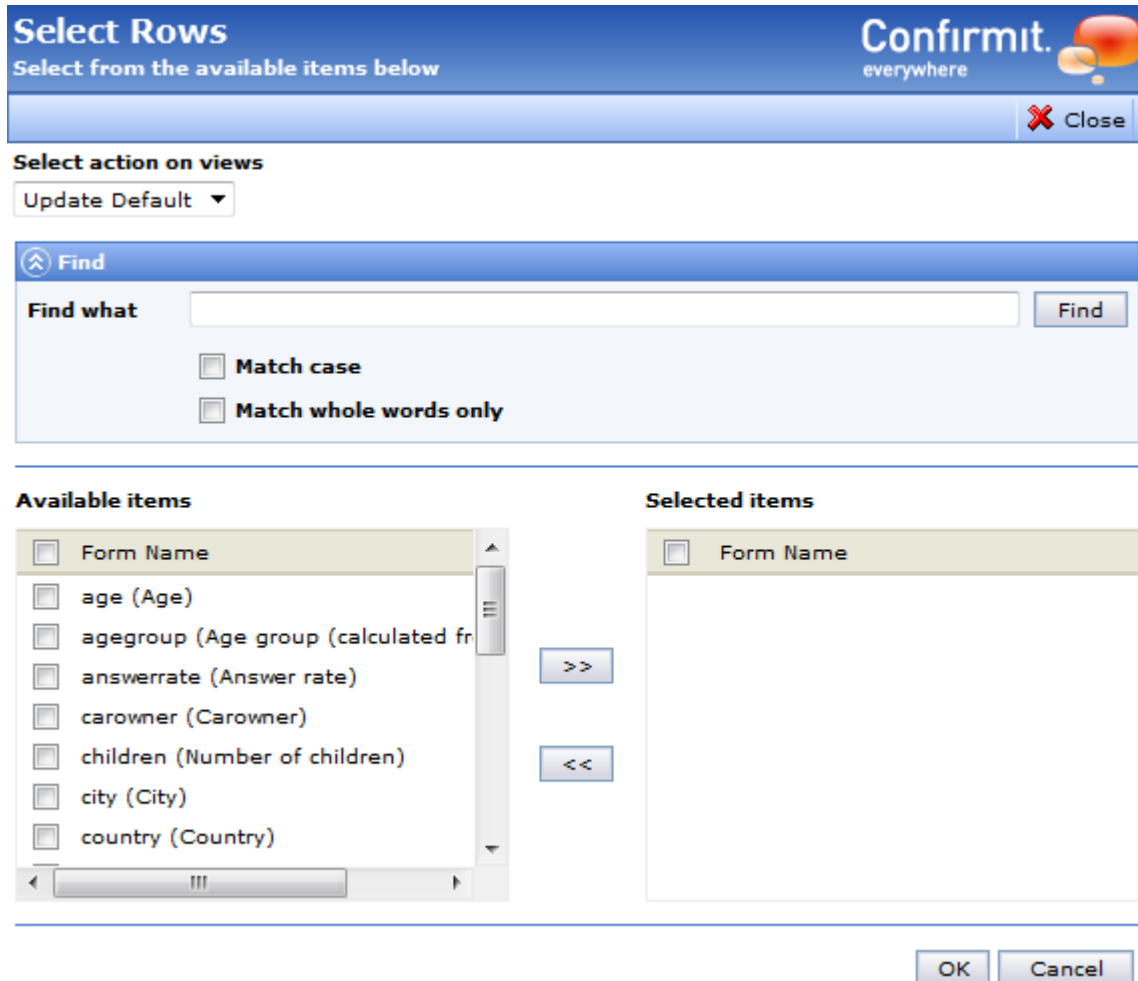 Select Rows
Select from the available items below
Confirmit.
everywhere
Close
Select action on views
Update Default
Find
Find what
Find
Match case
Match whole words only
Available items
Selected items
Form Name
Form Name
age (Age)
agegroup (Age group (calculated fr
answerrate (Answer rate)
>>
carowner (Carowner)
children (Number of children)
<<
city (City)
country (Country)
OK
Cancel